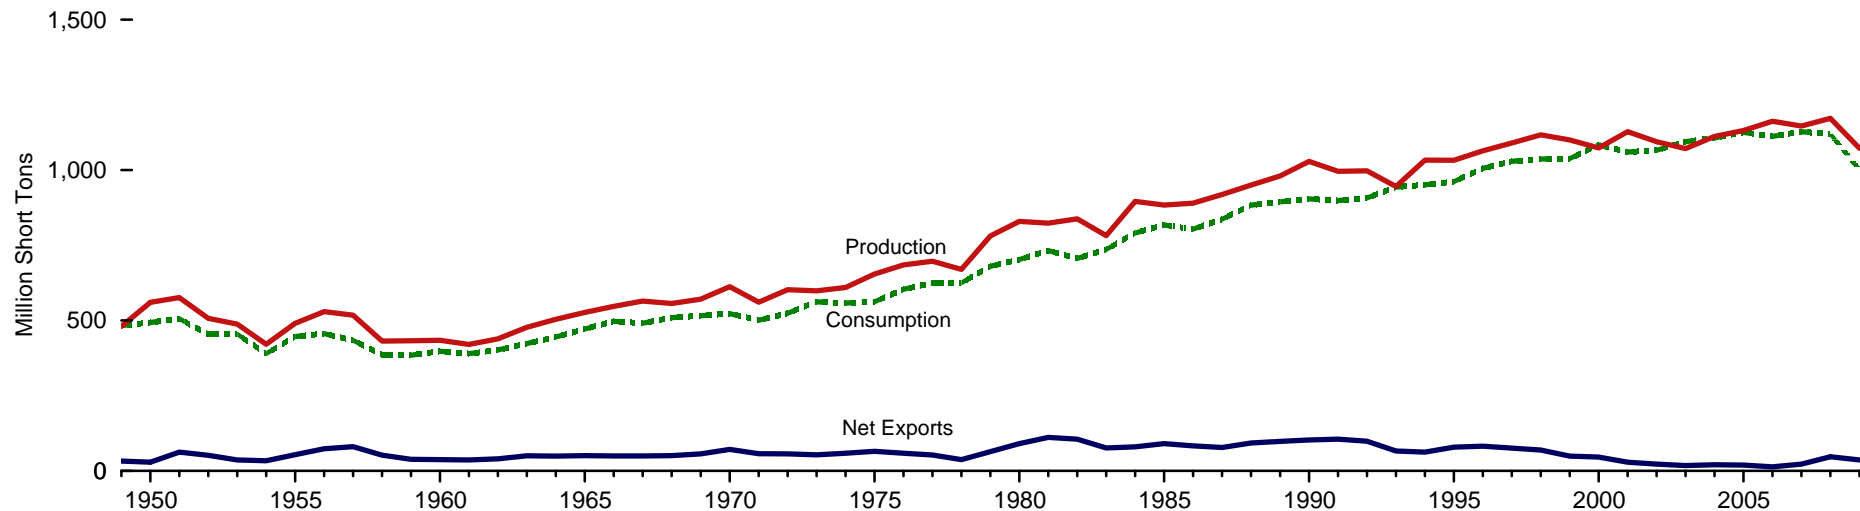 1,500
1,000
500
0
Million Short Tons
Production
Consumption
Net Exports
1950 1955 1960 1965 1970 1975 1980 1985 1990 1995 2000 2005